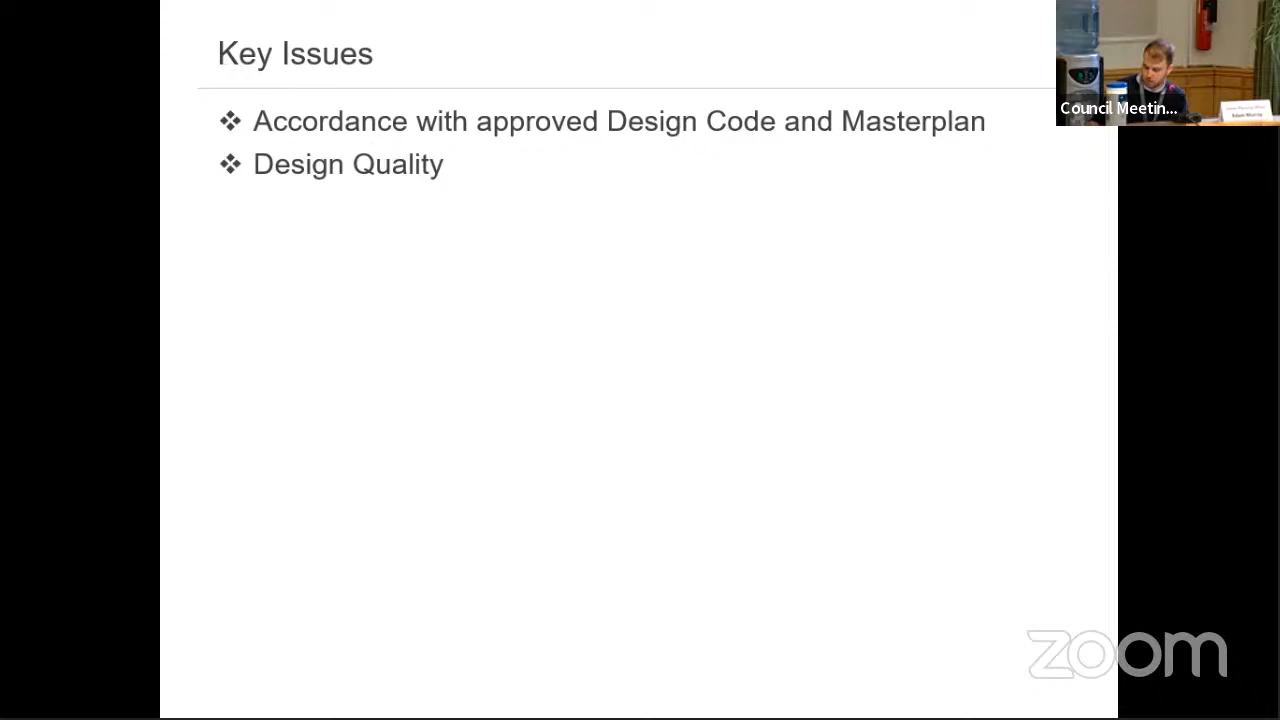 Key Issues
Accordance with approved Design Code and Masterplan
Design Quality
Council Meetin...
zoom